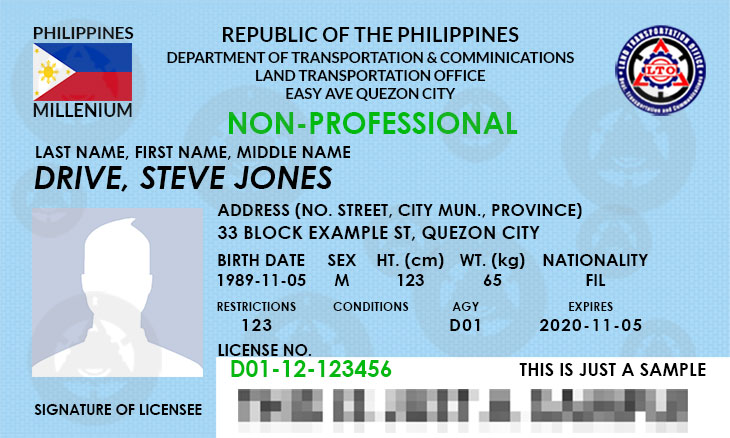 PHILIPPINES
MILLENIUM
REPUBLIC OF THE PHILIPPINES
DEPARTMENT OF TRANSPORTATION & COMMINICATIONS
LAND TRANSPORTATION OFFICE
EASY AVE QUEZON CITY
LAND TRANSPORTATION OFFICE
LTO
Dept. Transportation and Communications
NON-PROFESSIONAL
LAST NAME, FIRST NAME, MIDDLE NAME
DRIVE, STEVE JONES
ADDRESS (NO. STREET, CITY MUN., PROVINCE)
33 BLOCK EXAMPLE ST, QUEZON CITY
BIRTH DATE SEX HT. (cm) WT. (kg) NATIONALITY
1989-11-05 M 123 65 FIL
RESTRICTIONS CONDITIONS AGY EXPIRES
123 D01 2020-11-05
LICENSE NO.
D01-12-123456
THIS IS JUST A SAMPLE
SIGNATURE OF LICENSEE